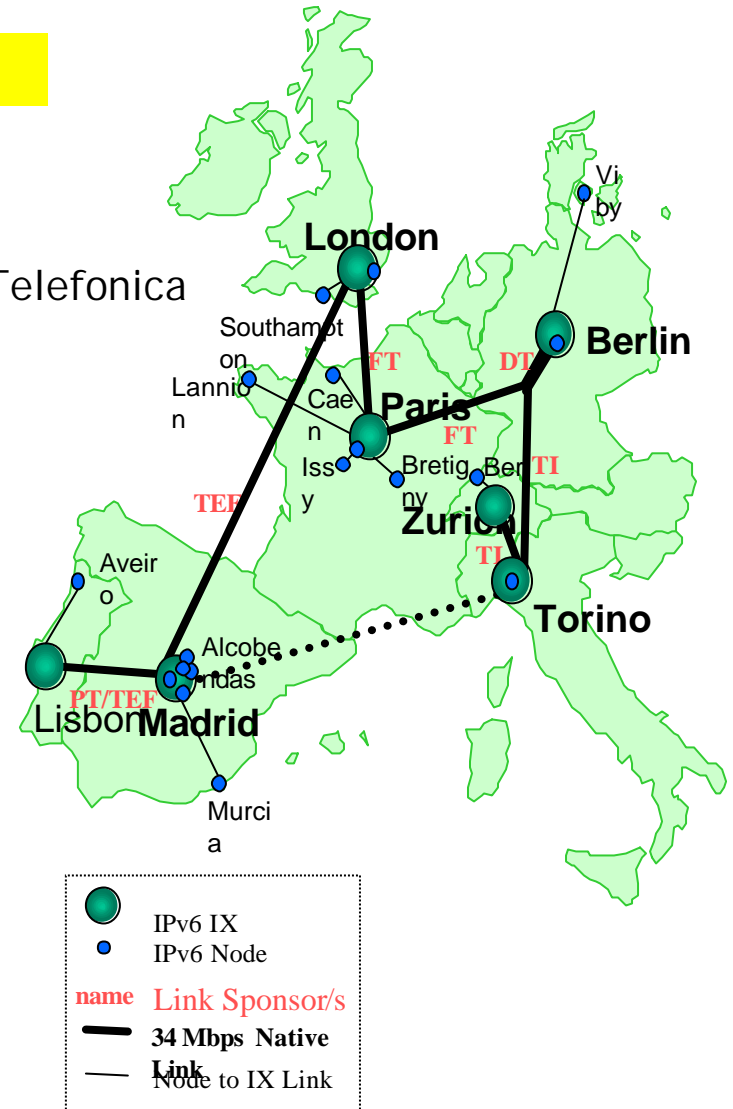 Vi
by
London
Telefonica
Southampt
on
FT
DT
Berlin
Lannio
n
Cae
n
Paris
FT
Iss
y
Bretig
ny
Ber
TI
TEF
Zurich
TI
Aveir
o
Torino
Alcobe
ndas
PT/TEF
Lisbon
Madrid
Murci
a
IPv6 IX
IPv6 Node
name Link Sponsor/s
34 Mbps Native
Link
Node to IX Link